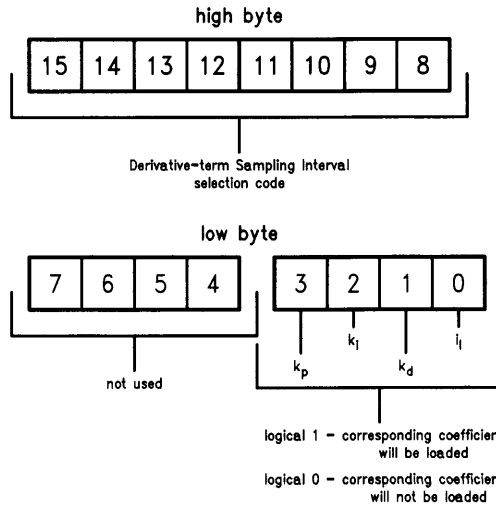 high byte
15 14 13 12 11 10 9 8
Derivative-term Sampling Interval
selection code
low byte
7 6 5 4 3 2 1 0
kp ki kd il
not used
logical 1 – corresponding coefficien
will be loaded
logical 0 – corresponding coefficien
will not be loaded